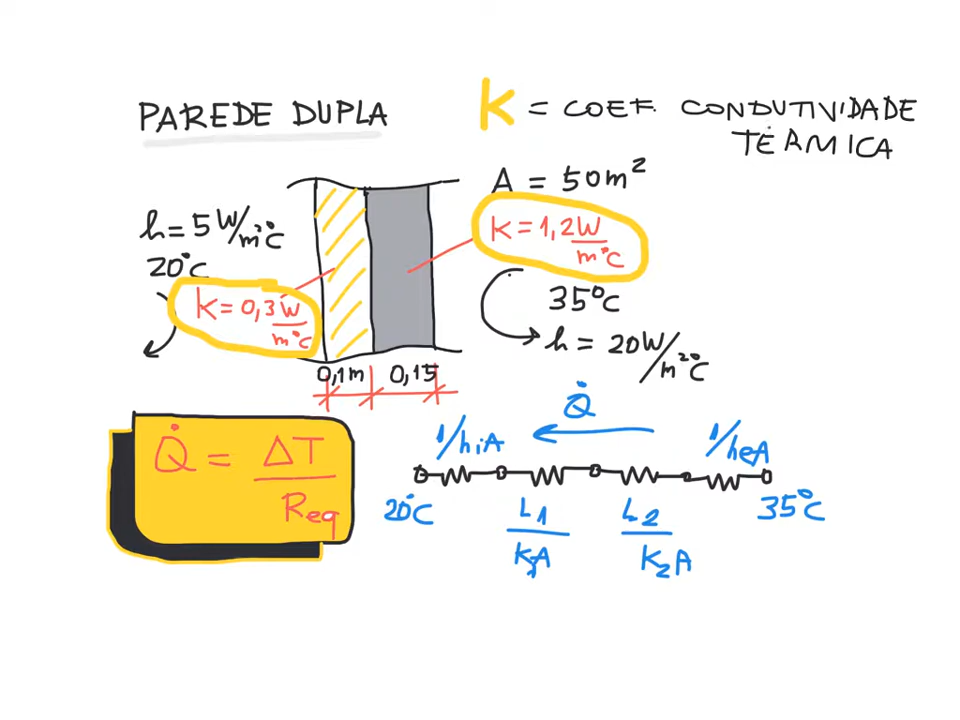 PAREDE DUPLA
K = COEF. CONDUTIVIDADE
TÉRMICA
A = 50m²
h = 5 W/m²°C
20°C
K = 0,3 W/m°C
K = 1,2 W/m°C
35°C
h = 20 W/m²°C
0,1m 0,15
Q̇ = ΔT/Req
Q̇
1/hiA
1/heA
20°C
L1/K1A
L2/K2A
35°C